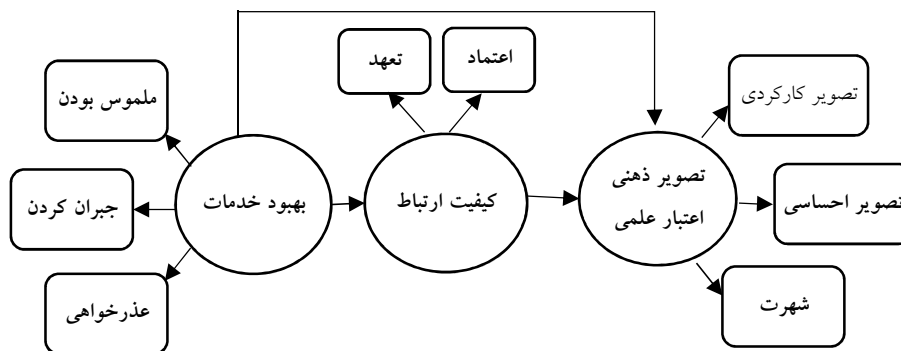 اعتماد
تعهد
تصویر کارکردی
ملموس بودن
تصویر ذهنی
اعتبار علمی
کیفیت ارتباط
بهبود خدمات
جبران کردن
تصویر احساسی
شهرت
عذرخواهی